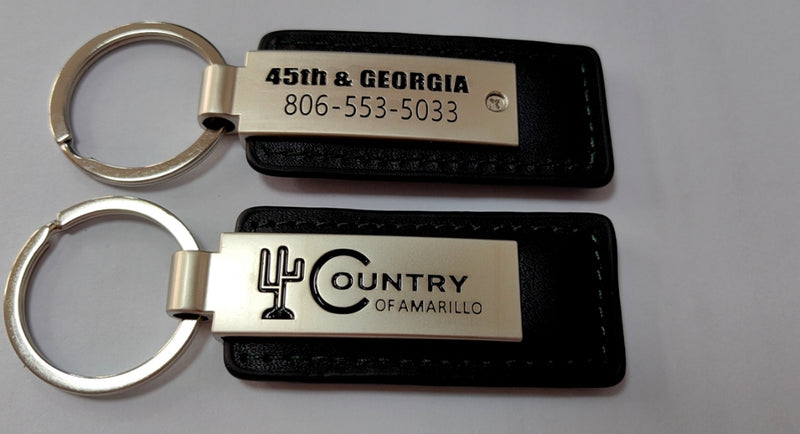 45th & GEORGIA
806-553-5033
COUNTRY
OF AMARILLO